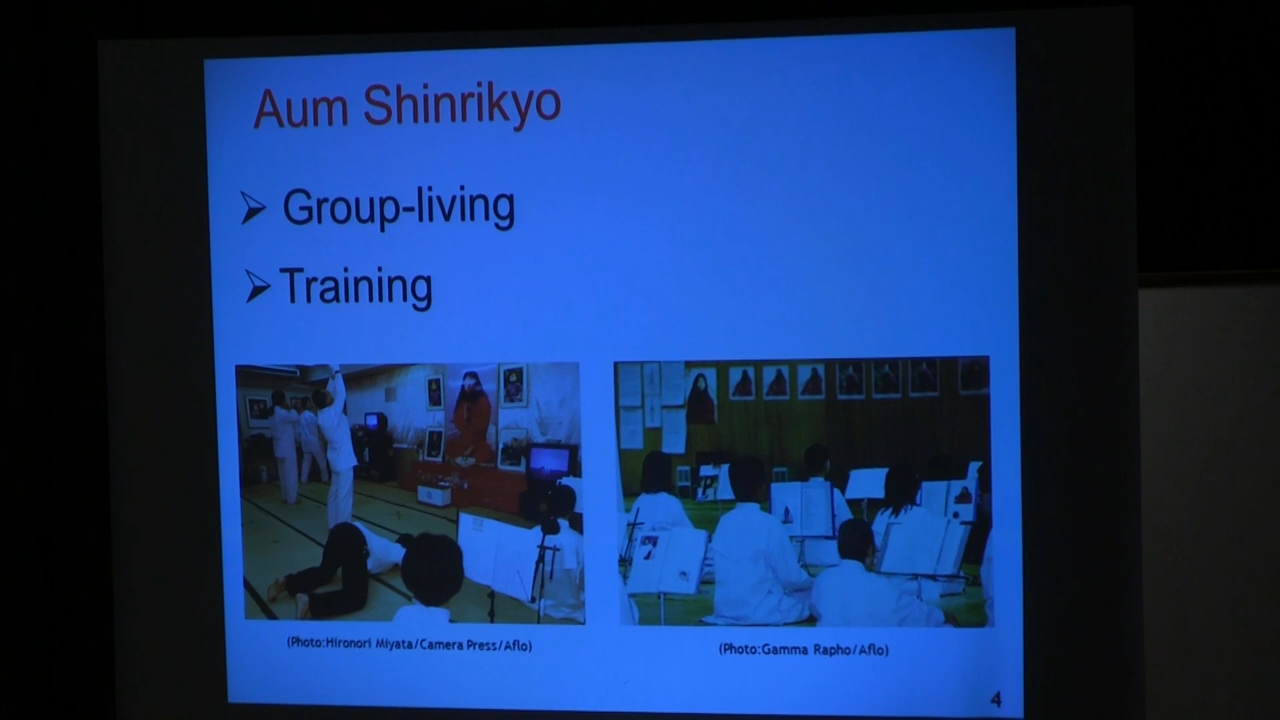 Aum Shinrikyo
Group-living
Training
(Photo:Hironori Miyata/Camera Press/Aflo)
(Photo:Gamma Rapho/Aflo)
4